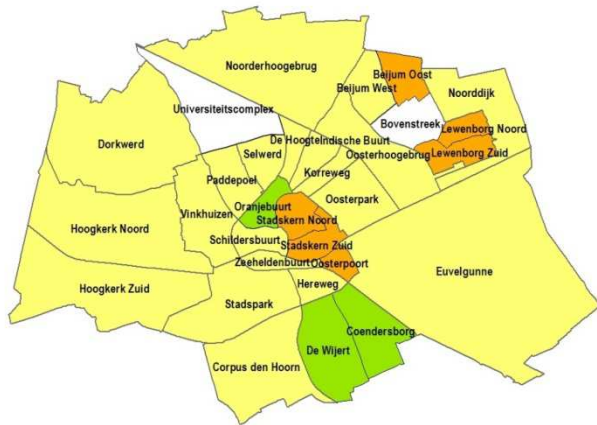 Noorderhoogebrug
Beijum Oost
Beijum West
Noorddijk
Universiteitscomplex
Bovenstreek
Lewenborg Noord
De Hoogte
Indische Buurt
Dorkwerd
Selwerd
Oosterhoogebrug
Lewenborg Zuid
Paddepoel
Korreweg
Oranjebuurt
Oosterpark
Vinkhuizen
Stadskern Noord
Hoogkerk Noord
Schildersbuurt
Stadskern Zuid
Zeeheldenbuurt
Oosterpoort
Euvelgunne
Hoogkerk Zuid
Hereweg
Stadspark
Coendersborg
De Wijert
Corpus den Hoorn